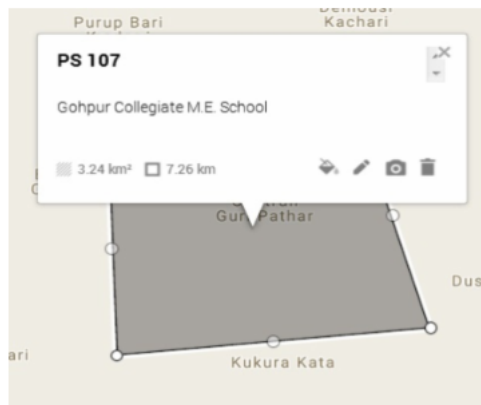 Purup Bari
Kachari
PS 107
Gohpur Collegiate M.E. School
3.24 km² 7.26 km
Gurl Pathar
Kukura Kata
Dus
ari